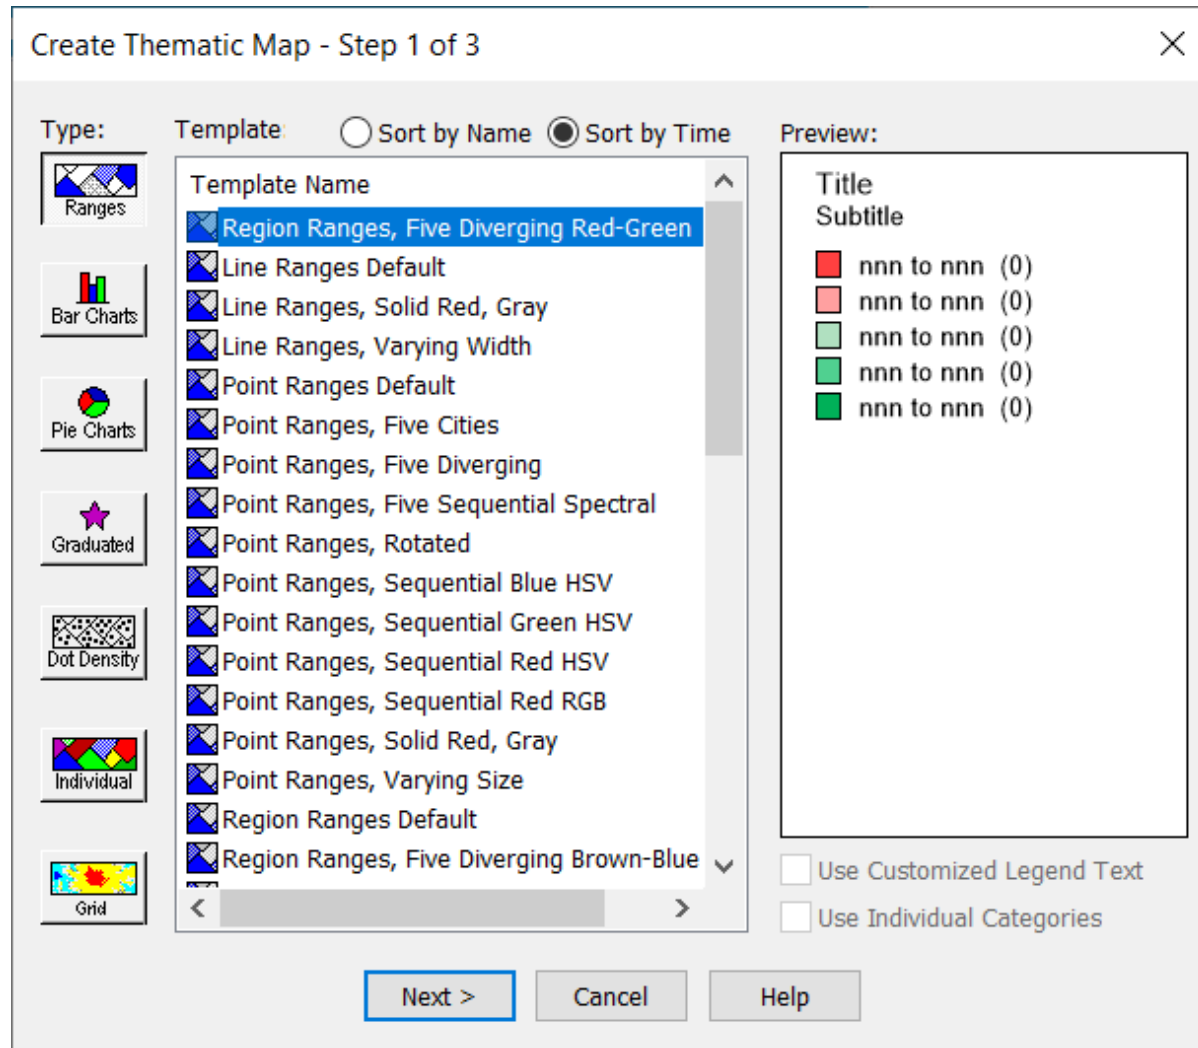 Create Thematic Map - Step 1 of 3
Type:
Template:
Sort by Name
Sort by Time
Preview:
Ranges
Bar Charts
Pie Charts
Graduated
Dot Density
Individual
Grid
Template Name
Region Ranges, Five Diverging Red-Green
Line Ranges Default
Line Ranges, Solid Red, Gray
Line Ranges, Varying Width
Point Ranges Default
Point Ranges, Five Cities
Point Ranges, Five Diverging
Point Ranges, Five Sequential Spectral
Point Ranges, Rotated
Point Ranges, Sequential Blue HSV
Point Ranges, Sequential Green HSV
Point Ranges, Sequential Red HSV
Point Ranges, Sequential Red RGB
Point Ranges, Solid Red, Gray
Point Ranges, Varying Size
Region Ranges Default
Region Ranges, Five Diverging Brown-Blue
Title
Subtitle
nnn to nnn (0)
nnn to nnn (0)
nnn to nnn (0)
nnn to nnn (0)
nnn to nnn (0)
Use Customized Legend Text
Use Individual Categories
Next >
Cancel
Help